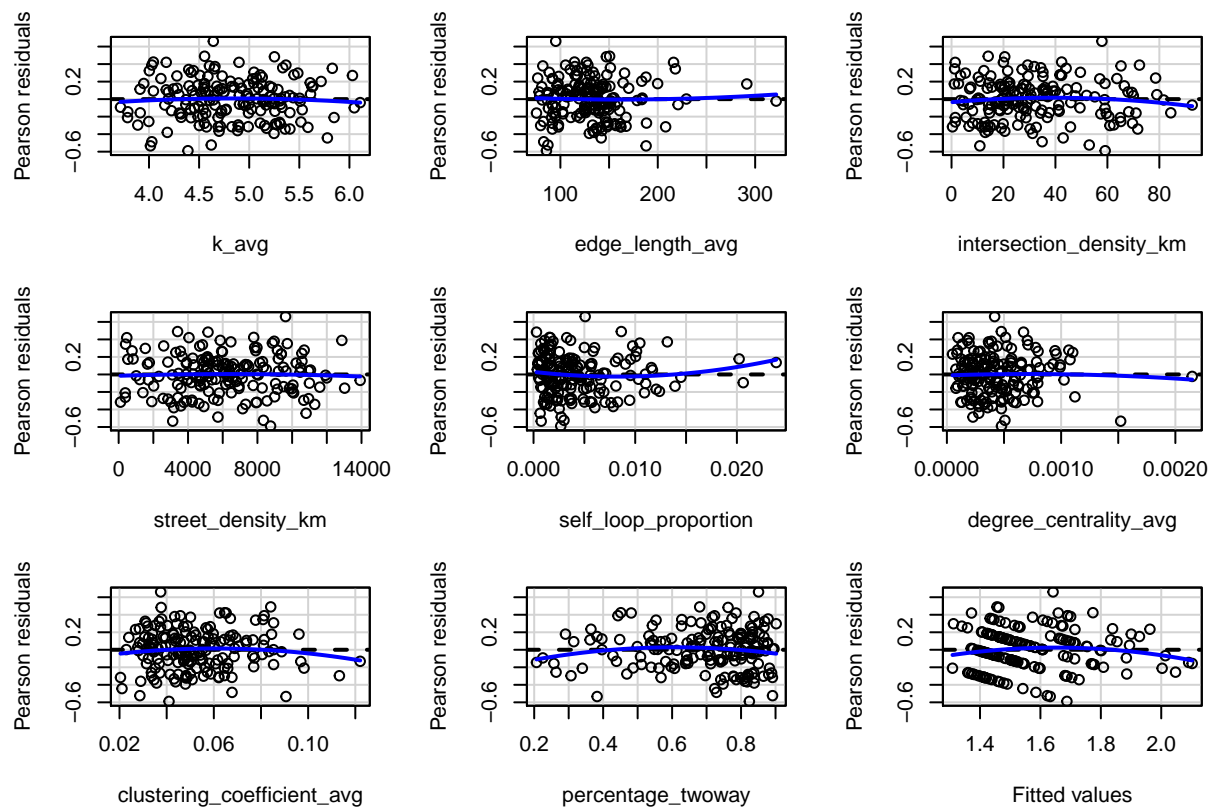 Pearson residuals
−0.6 0.2
4.0 4.5 5.0 5.5 6.0
k_avg
Pearson residuals
−0.6 0.2
100 200 300
edge_length_avg
Pearson residuals
−0.6 0.2
0 20 40 60 80
intersection_density_km
Pearson residuals
−0.6 0.2
0 4000 8000 14000
street_density_km
Pearson residuals
−0.6 0.2
0.000 0.010 0.020
self_loop_proportion
Pearson residuals
−0.6 0.2
0.0000 0.0010 0.0020
degree_centrality_avg
Pearson residuals
−0.6 0.2
0.02 0.06 0.10
clustering_coefficient_avg
Pearson residuals
−0.6 0.2
0.2 0.4 0.6 0.8
percentage_twoway
Pearson residuals
−0.6 0.2
1.4 1.6 1.8 2.0
Fitted values